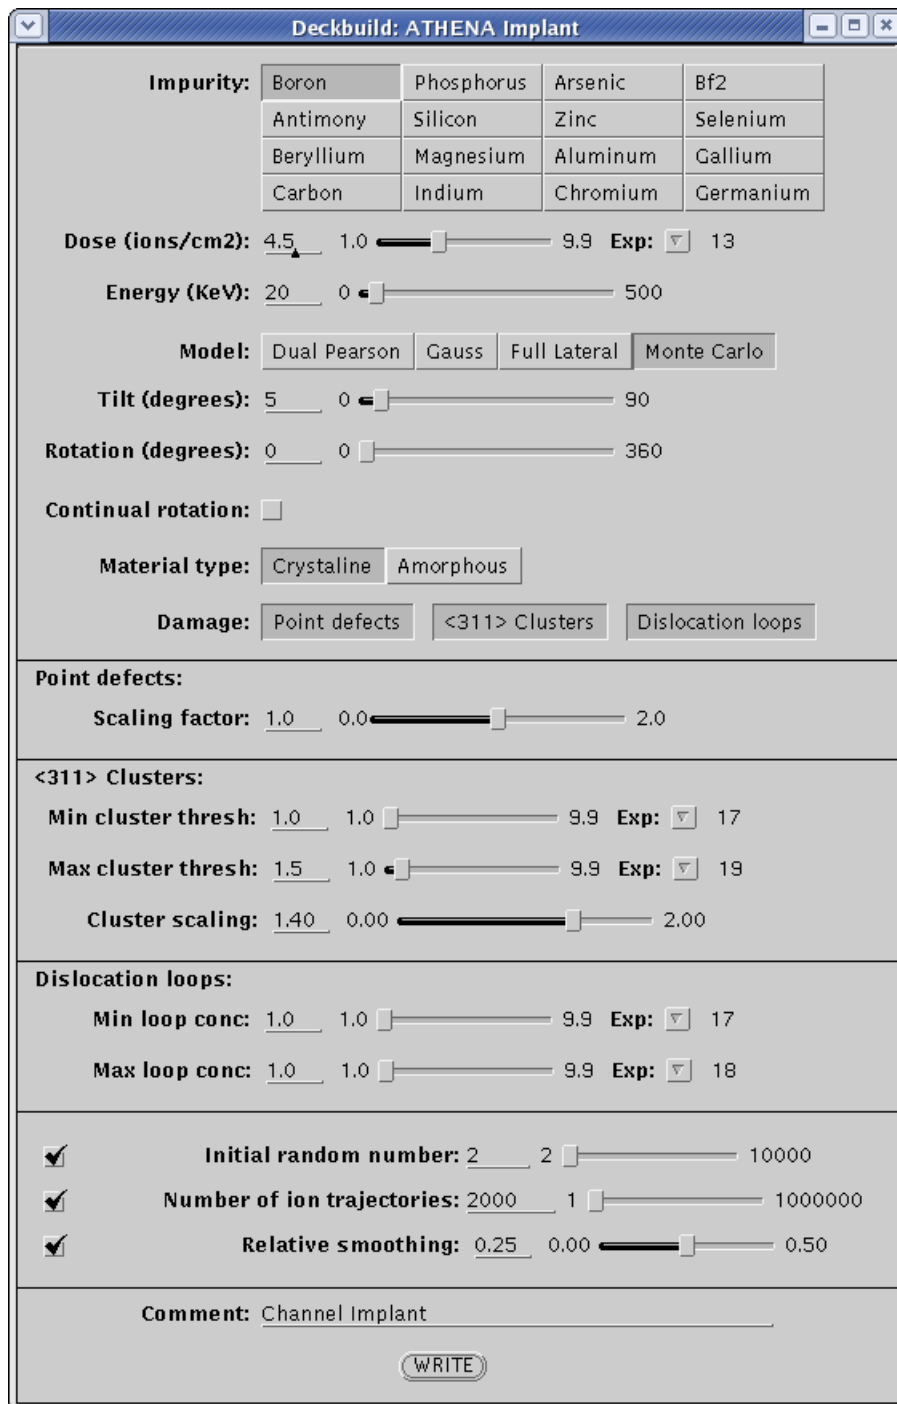 Deckbuild: ATHENA Implant
Impurity: Boron Phosphorus Arsenic Bf2
Antimony Silicon Zinc Selenium
Beryllium Magnesium Aluminum Gallium
Carbon Indium Chromium Germanium
Dose (ions/cm2): 4.5 1.0 9.9 Exp: 13
Energy (KeV): 20 0 500
Model: Dual Pearson Gauss Full Lateral Monte Carlo
Tilt (degrees): 5 0 90
Rotation (degrees): 0 0 360
Continual rotation:
Material type: Crystaline Amorphous
Damage: Point defects <311> Clusters Dislocation loops
Point defects:
Scaling factor: 1.0 0.0 2.0
<311> Clusters:
Min cluster thresh: 1.0 1.0 9.9 Exp: 17
Max cluster thresh: 1.5 1.0 9.9 Exp: 19
Cluster scaling: 1.40 0.00 2.00
Dislocation loops:
Min loop conc: 1.0 1.0 9.9 Exp: 17
Max loop conc: 1.0 1.0 9.9 Exp: 18
Initial random number: 2 2 10000
Number of ion trajectories: 2000 1 1000000
Relative smoothing: 0.25 0.00 0.50
Comment: Channel Implant
WRITE